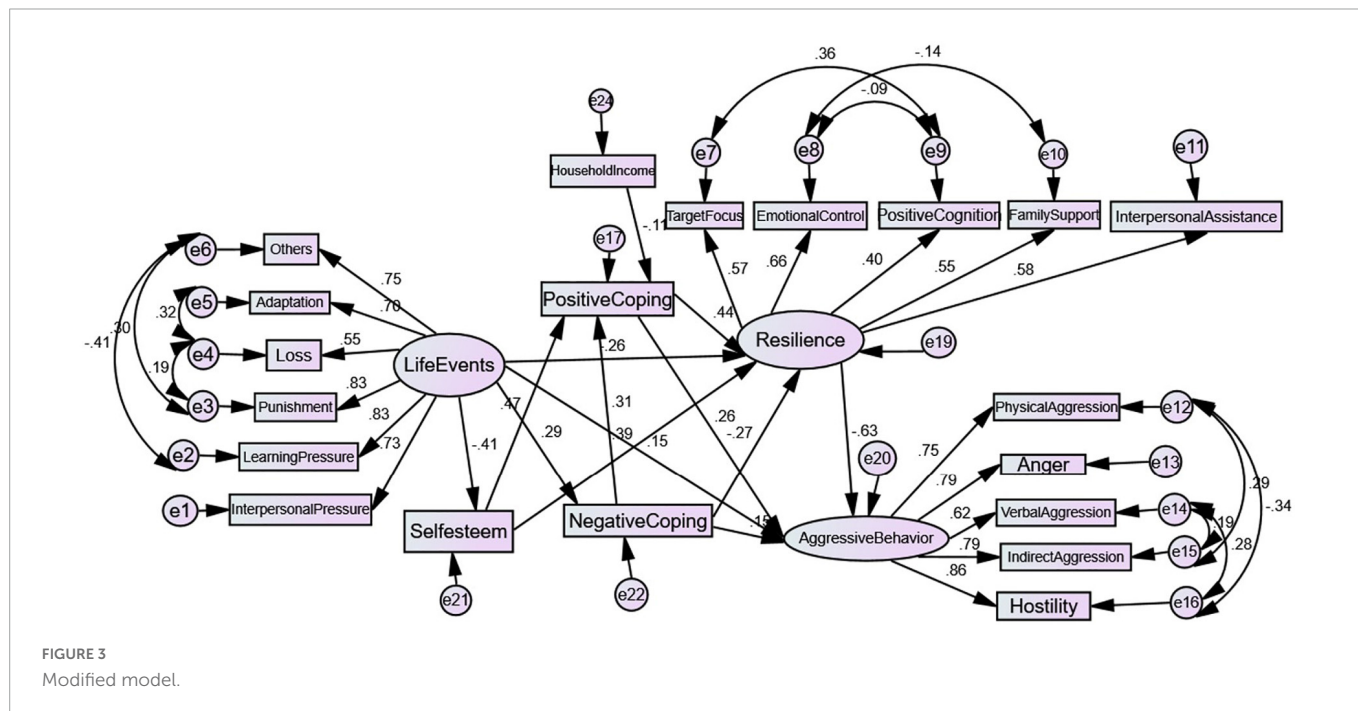 .36
-.14
-.09
e24
e7
e8
e9
e10
e11
HouseholdIncome
TargetFocus
EmotionalControl
PositiveCognition
FamilySupport
InterpersonalAssistance
-.11
e17
e6
Others
.75
.57
.66
.40
.55
.58
e5
Adaptation
.70
PositiveCoping
.32
.30
-.41
.44
e4
Loss
.55
LifeEvents
-.26
Resilience
e19
.19
e3
Punishment
.83
.83
.47
.31
.26
PhysicalAggression
e12
e2
LearningPressure
.73
-.41
.29
.39
.15
-.27
-.63
e20
.75
Anger
e13
.79
.29
-.34
e1
InterpersonalPressure
Selfesteem
NegativeCoping
.15
.62
VerbalAggression
e14
.19
AggressiveBehavior
.79
IndirectAggression
e15
.28
.86
Hostility
e16
e21
e22
FIGURE 3
Modified model.